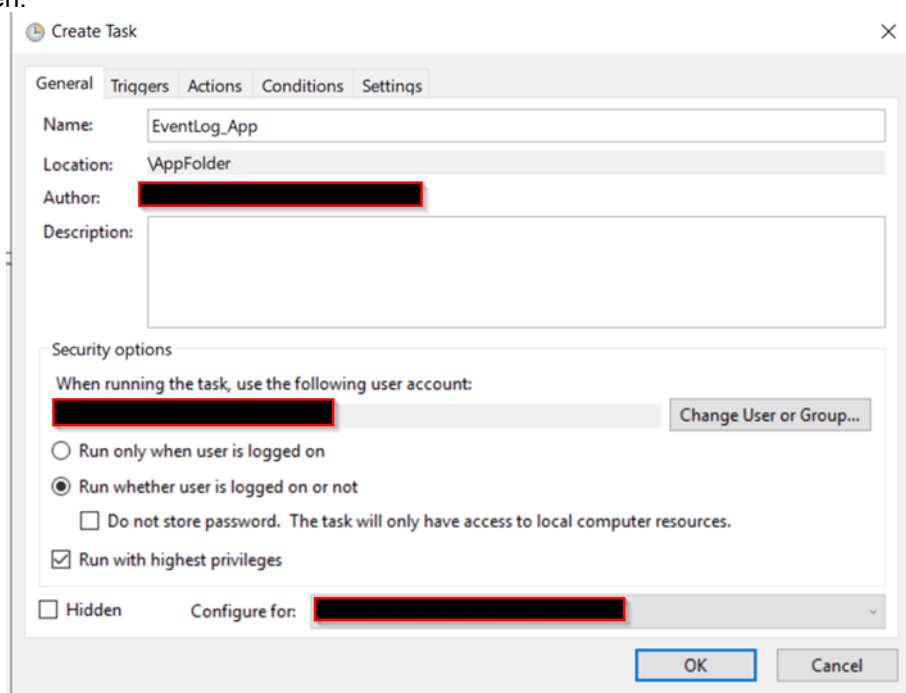 Create Task
General Triggers Actions Conditions Settings
Name: EventLog_App
Location: \AppFolder
Author:
Description:
Security options
When running the task, use the following user account:
Change User or Group...
Run only when user is logged on
Run whether user is logged on or not
Do not store password. The task will only have access to local computer resources.
Run with highest privileges
Hidden Configure for:
OK Cancel